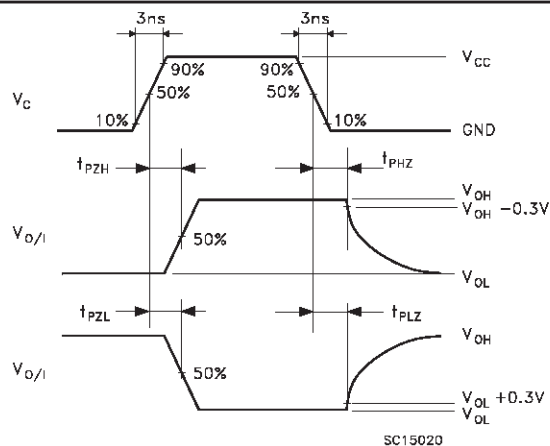 3ns 3ns
90% 90% V_CC
V_C 50% 50%
10% 10% GND
t_PZH t_PHZ
V_OH
V_OH -0.3V
V_O/I 50%
V_OL
t_PZL t_PLZ
V_OH
V_O/I 50%
V_OL +0.3V
V_OL
SC15020